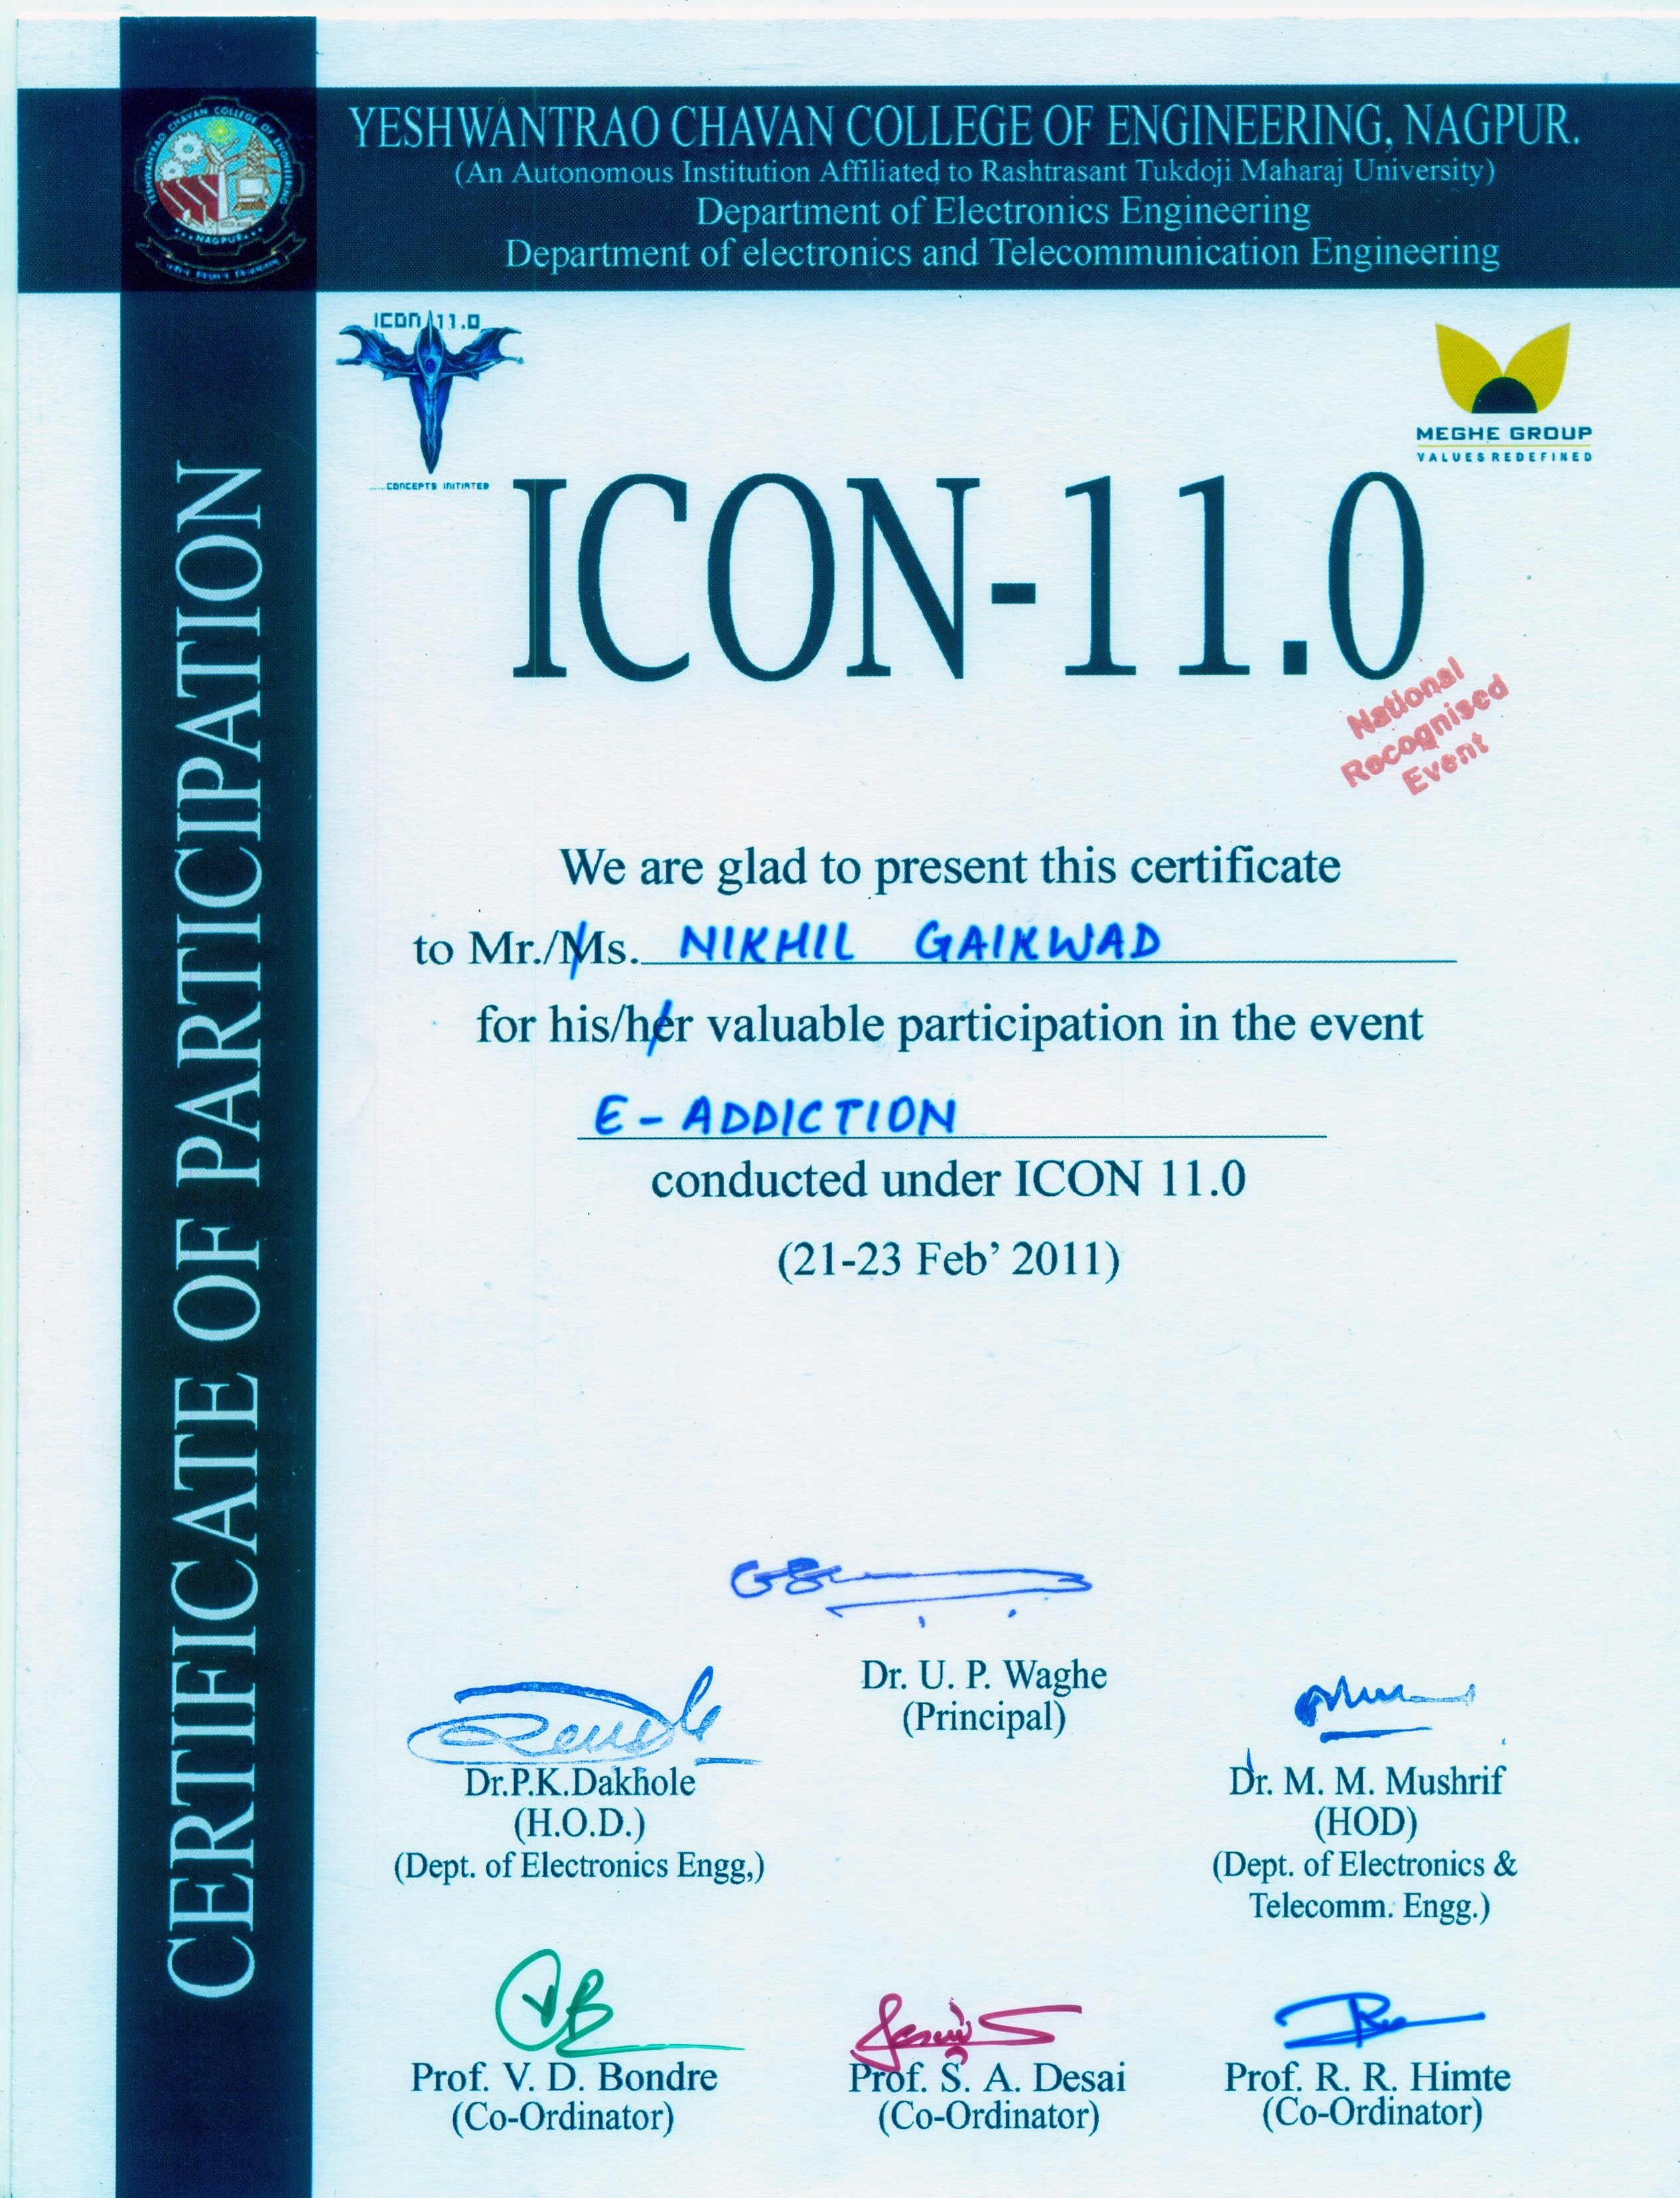 YESHWANTRAO CHAVAN COLLEGE OF ENGINEERING, NAGPUR.
(An Autonomous Institution Affiliated to Rashtrasant Tukdoji Maharaj University)
Department of Electronics Engineering
Department of electronics and Telecommunication Engineering
YESHWANTRAO CHAVAN COLLEGE OF ENGINEERING
NAGPUR
ICON 11.0
.....CONCEPTS INITIATED
MEGHE GROUP
VALUES REDEFINED
CERTIFICATE OF PARTICIPATION
ICON-11.0
National
Recognised
Event
We are glad to present this certificate
to Mr./Ms. NIKHIL GAIKWAD
for his/her valuable participation in the event
E-ADDICTION
conducted under ICON 11.0
(21-23 Feb' 2011)
Dr. U. P. Waghe
(Principal)
Dr.P.K.Dakhole
(H.O.D.)
(Dept. of Electronics Engg,)
Dr. M. M. Mushrif
(HOD)
(Dept. of Electronics &
Telecomm. Engg.)
Prof. V. D. Bondre
(Co-Ordinator)
Prof. S. A. Desai
(Co-Ordinator)
Prof. R. R. Himte
(Co-Ordinator)